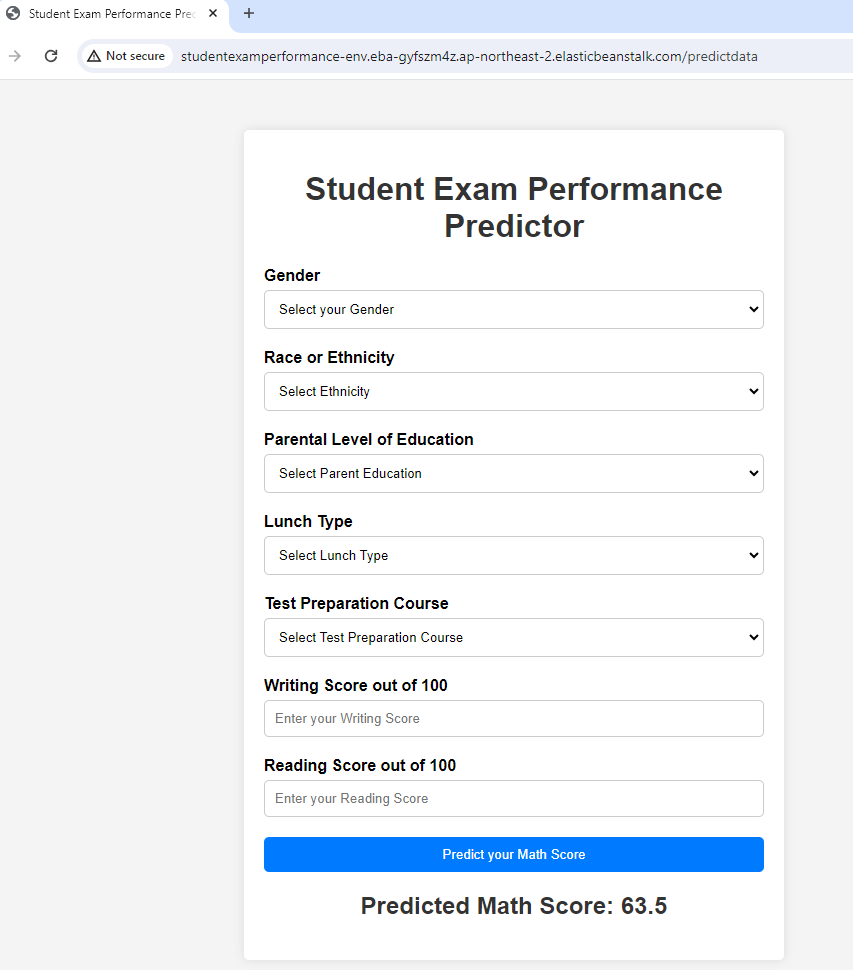 Student Exam Performance Prec
Not secure studentexamperformance-env.eba-gyfszm4z.ap-northeast-2.elasticbeanstalk.com/predictdata
Student Exam Performance
Predictor
Gender
Select your Gender
Race or Ethnicity
Select Ethnicity
Parental Level of Education
Select Parent Education
Lunch Type
Select Lunch Type
Test Preparation Course
Select Test Preparation Course
Writing Score out of 100
Enter your Writing Score
Reading Score out of 100
Enter your Reading Score
Predict your Math Score
Predicted Math Score: 63.5